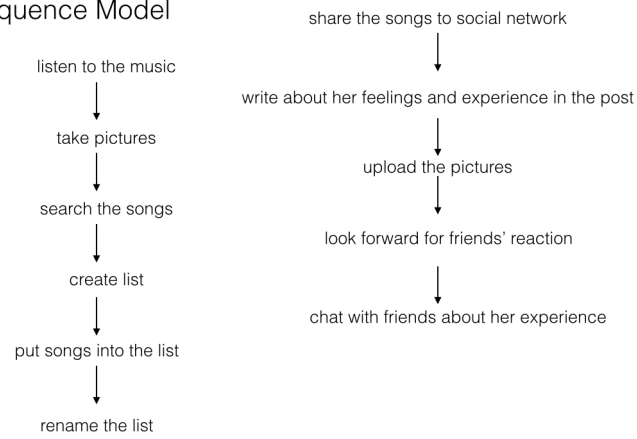 quence Model
listen to the music
take pictures
search the songs
create list
put songs into the list
rename the list
share the songs to social network
write about her feelings and experience in the post
upload the pictures
look forward for friends’ reaction
chat with friends about her experience